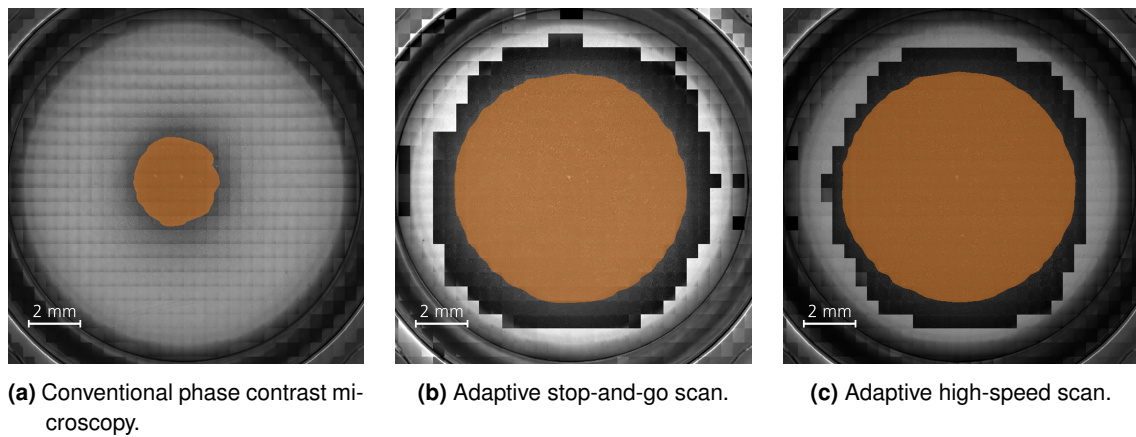 2 mm
2 mm
2 mm
(a) Conventional phase contrast mi-
croscopy.
(b) Adaptive stop-and-go scan.
(c) Adaptive high-speed scan.